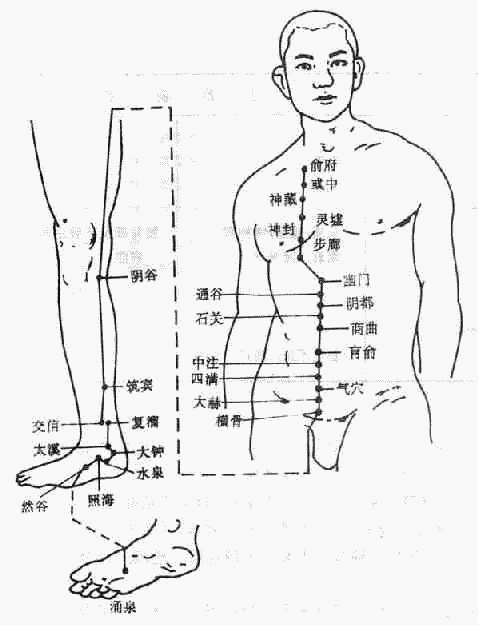 俞府
或中
神藏
灵墟
神封
步廊
阴谷
幽门
通谷
阴都
石关
商曲
肓俞
中注
四满
筑宾
气穴
大赫
横骨
交信
复溜
太溪
大钟
水泉
照海
然谷
涌泉